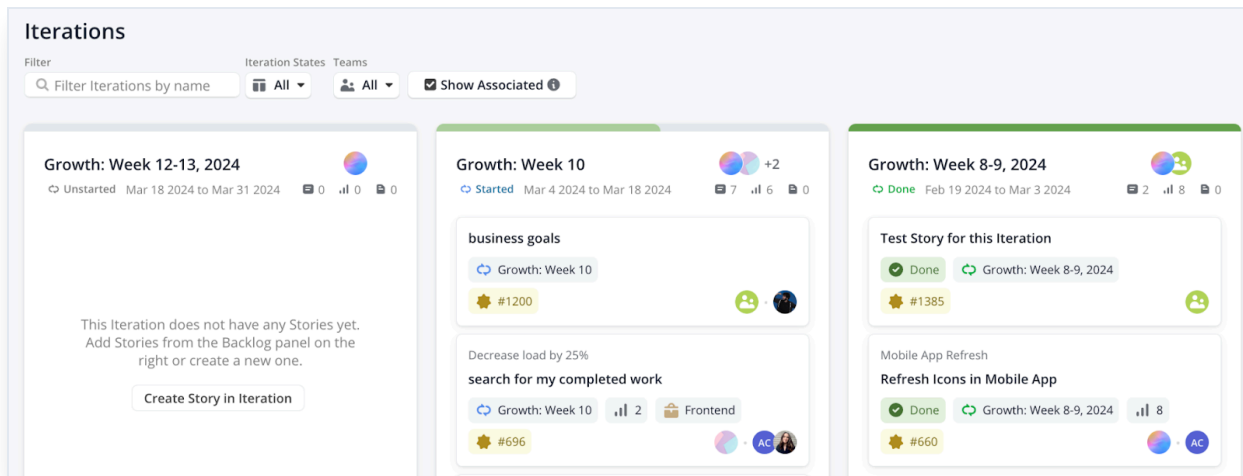 Iterations
Filter
Iteration States
Teams
Filter Iterations by name
All
All
Show Associated
Growth: Week 12-13, 2024
Unstarted Mar 18 2024 to Mar 31 2024 0 0 0
This Iteration does not have any Stories yet.
Add Stories from the Backlog panel on the
right or create a new one.
Create Story in Iteration
Growth: Week 10 +2
Started Mar 4 2024 to Mar 18 2024 7 6 0
business goals
Growth: Week 10
#1200
Decrease load by 25%
search for my completed work
Growth: Week 10 2 Frontend
#696 AC
Growth: Week 8-9, 2024
Done Feb 19 2024 to Mar 3 2024 2 8 0
Test Story for this Iteration
Done Growth: Week 8-9, 2024
#1385
Mobile App Refresh
Refresh Icons in Mobile App
Done Growth: Week 8-9, 2024 8
#660 AC